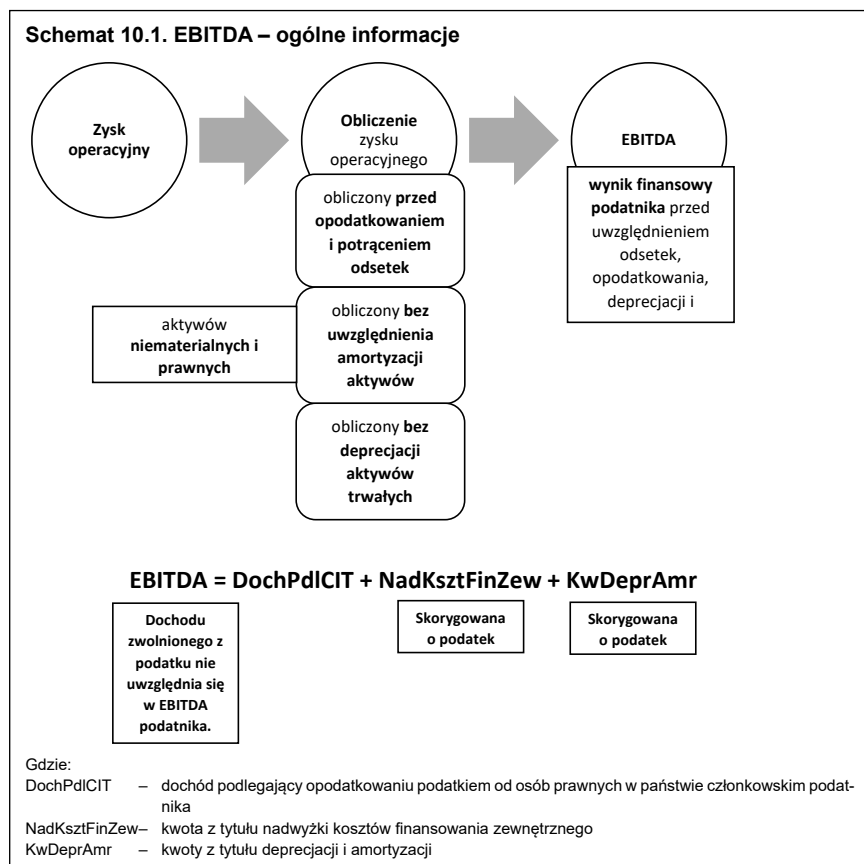 Schemat 10.1. EBITDA – ogólne informacje
Zysk
operacyjny
Obliczenie
zysku
operacyjnego
obliczony przed
opodatkowaniem
i potrąceniem
odsetek
aktywów
niematerialnych i
prawnych
obliczony bez
uwzględnienia
amortyzacji
aktywów
obliczony bez
deprecjacji
aktywów
trwałych
EBITDA
wynik finansowy
podatnika przed
uwzględnieniem
odsetek,
opodatkowania,
deprecjacji i
EBITDA = DochPdlCIT + NadKsztFinZew + KwDeprAmr
Dochodu
zwolnionego z
podatku nie
uwzględnia się
w EBITDA
podatnika.
Skorygowana
o podatek
Skorygowana
o podatek
Gdzie:
DochPdlCIT – dochód podlegający opodatkowaniu podatkiem od osób prawnych w państwie członkowskim podat-
nika
NadKsztFinZew– kwota z tytułu nadwyżki kosztów finansowania zewnętrznego
KwDeprAmr – kwoty z tytułu deprecjacji i amortyzacji